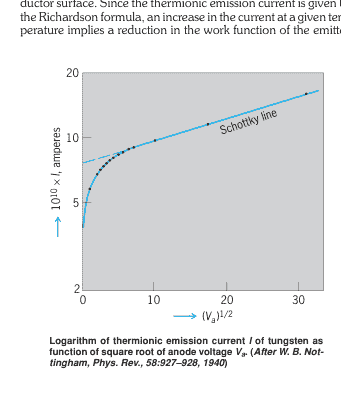 ductor surface. Since the thermionic emission current is given
the Richardson formula, an increase in the current at a given tem
perature implies a reduction in the work function of the emitte
20
10
5
2
10¹⁰ × I, amperes
Schottky line
0
10
20
30
(Vₐ)¹/²
Logarithm of thermionic emission current I of tungsten as
function of square root of anode voltage Vₐ. (After W. B. Not-
tingham, Phys. Rev., 58:927–928, 1940)